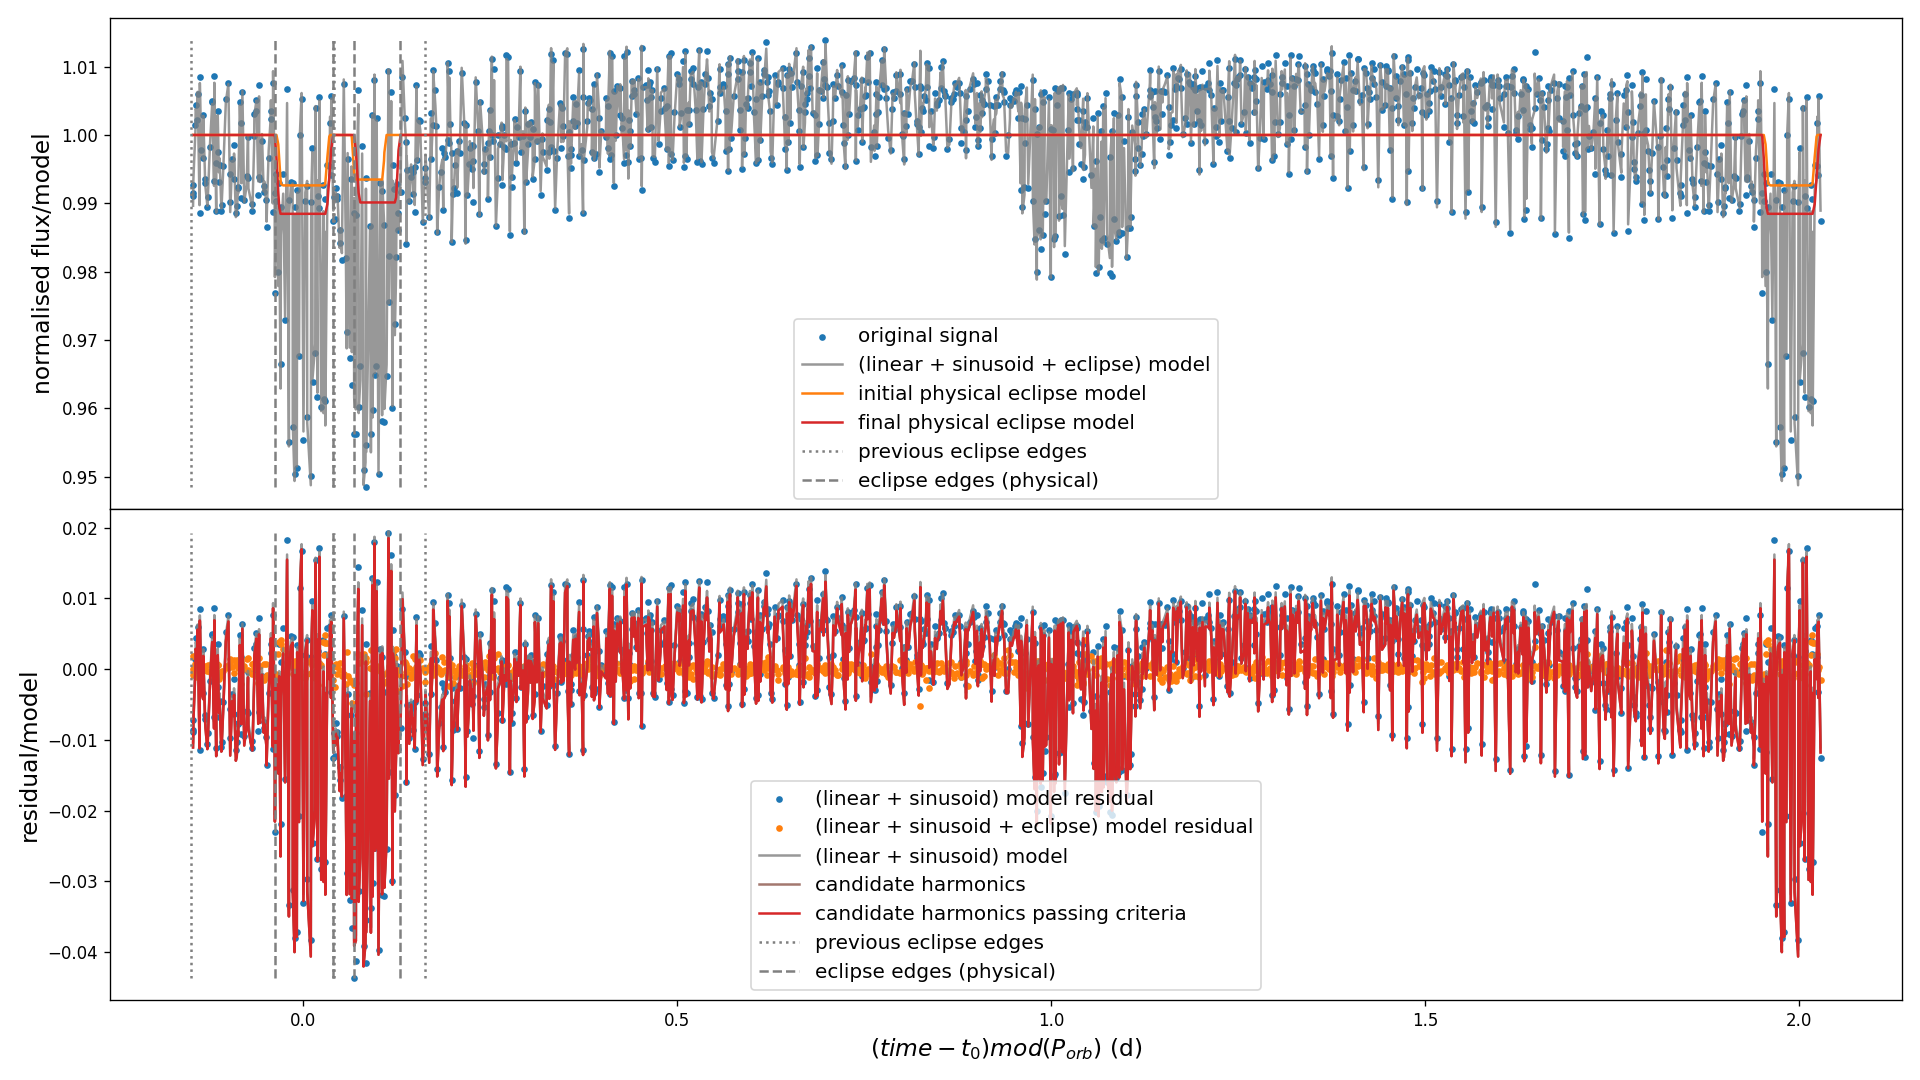 normalised flux/model
1.01
1.00
0.99
0.98
0.97
0.96
0.95
original signal
(linear + sinusoid + eclipse) model
initial physical eclipse model
final physical eclipse model
previous eclipse edges
eclipse edges (physical)
residual/model
0.02
0.01
0.00
−0.01
−0.02
−0.03
−0.04
(linear + sinusoid) model residual
(linear + sinusoid + eclipse) model residual
(linear + sinusoid) model
candidate harmonics
candidate harmonics passing criteria
previous eclipse edges
eclipse edges (physical)
0.0 0.5 1.0 1.5 2.0
(time − t₀)mod(P_orb) (d)